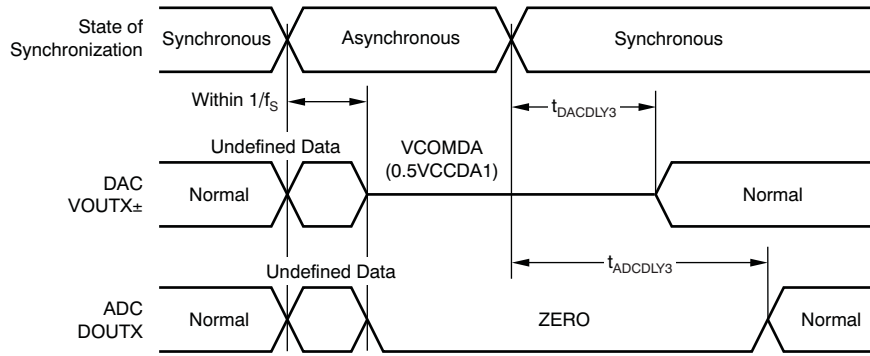 State of
Synchronization
Synchronous
Asynchronous
Synchronous
Within 1/fS
tDACDLY3
Undefined Data
VCOMDA
(0.5VCCDA1)
DAC
VOUTX±
Normal
Normal
tADCDLY3
Undefined Data
ADC
DOUTX
Normal
ZERO
Normal